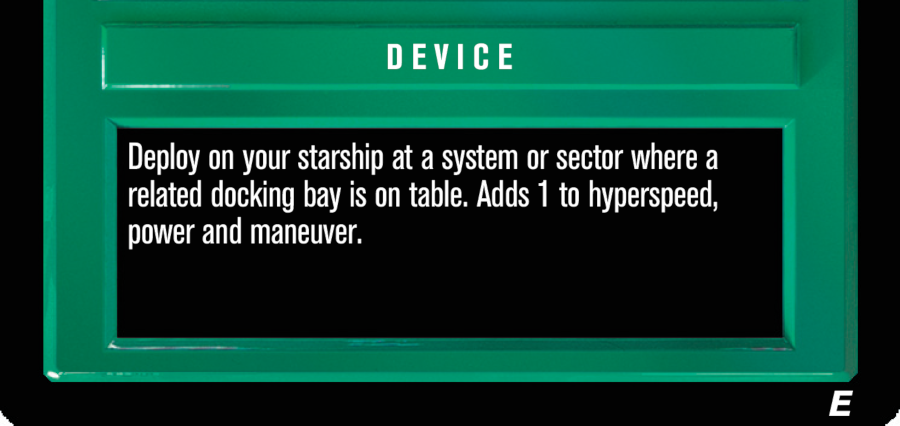 DEVICE
Deploy on your starship at a system or sector where a
related docking bay is on table. Adds 1 to hyperspeed,
power and maneuver.
E